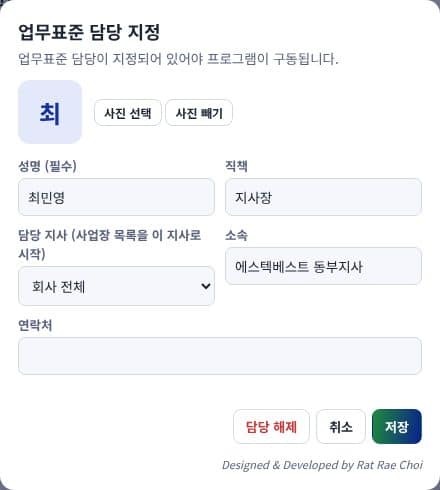 업무표준 담당 지정
업무표준 담당이 지정되어 있어야 프로그램이 구동됩니다.
최
사진 선택
사진 빼기
성명 (필수)
직책
최민영
지사장
담당 지사 (사업장 목록을 이 지사로
시작)
소속
회사 전체
에스텍베스트 동부지사
연락처
담당 해제
취소
저장
Designed & Developed by Rat Rae Choi